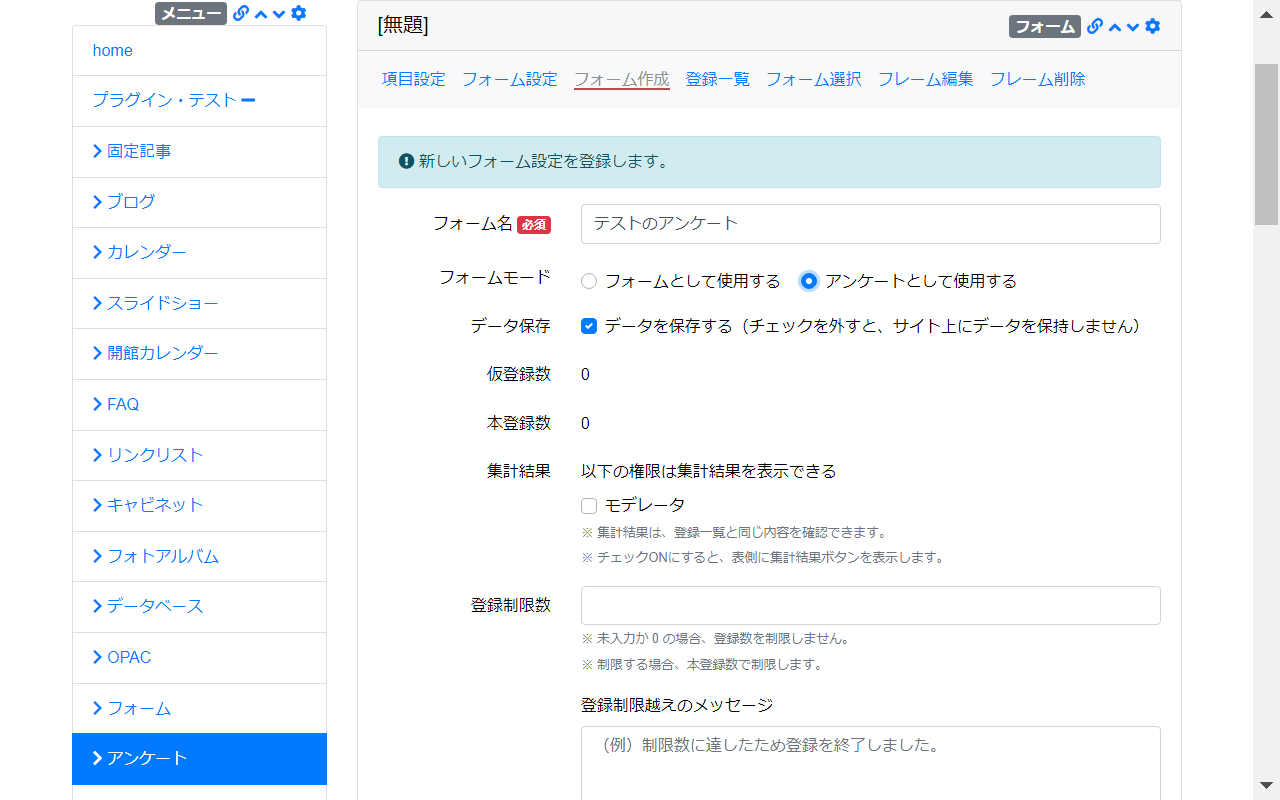 メニュー
home
プラグイン・テスト
固定記事
ブログ
カレンダー
スライドショー
開館カレンダー
FAQ
リンクリスト
キャビネット
フォトアルバム
データベース
OPAC
フォーム
アンケート
[無題]
フォーム
項目設定 フォーム設定 フォーム作成 登録一覧 フォーム選択 フレーム編集 フレーム削除
新しいフォーム設定を登録します。
フォーム名 必須 テストのアンケート
フォームモード フォームとして使用する アンケートとして使用する
データ保存 データを保存する（チェックを外すと、サイト上にデータを保持しません）
仮登録数 0
本登録数 0
集計結果 以下の権限は集計結果を表示できる
モデレータ
※ 集計結果は、登録一覧と同じ内容を確認できます。
※ チェックONにすると、表側に集計結果ボタンを表示します。
登録制限数
※ 未入力か 0 の場合、登録数を制限しません。
※ 制限する場合、本登録数で制限します。
登録制限越えのメッセージ
（例）制限数に達したため登録を終了しました。